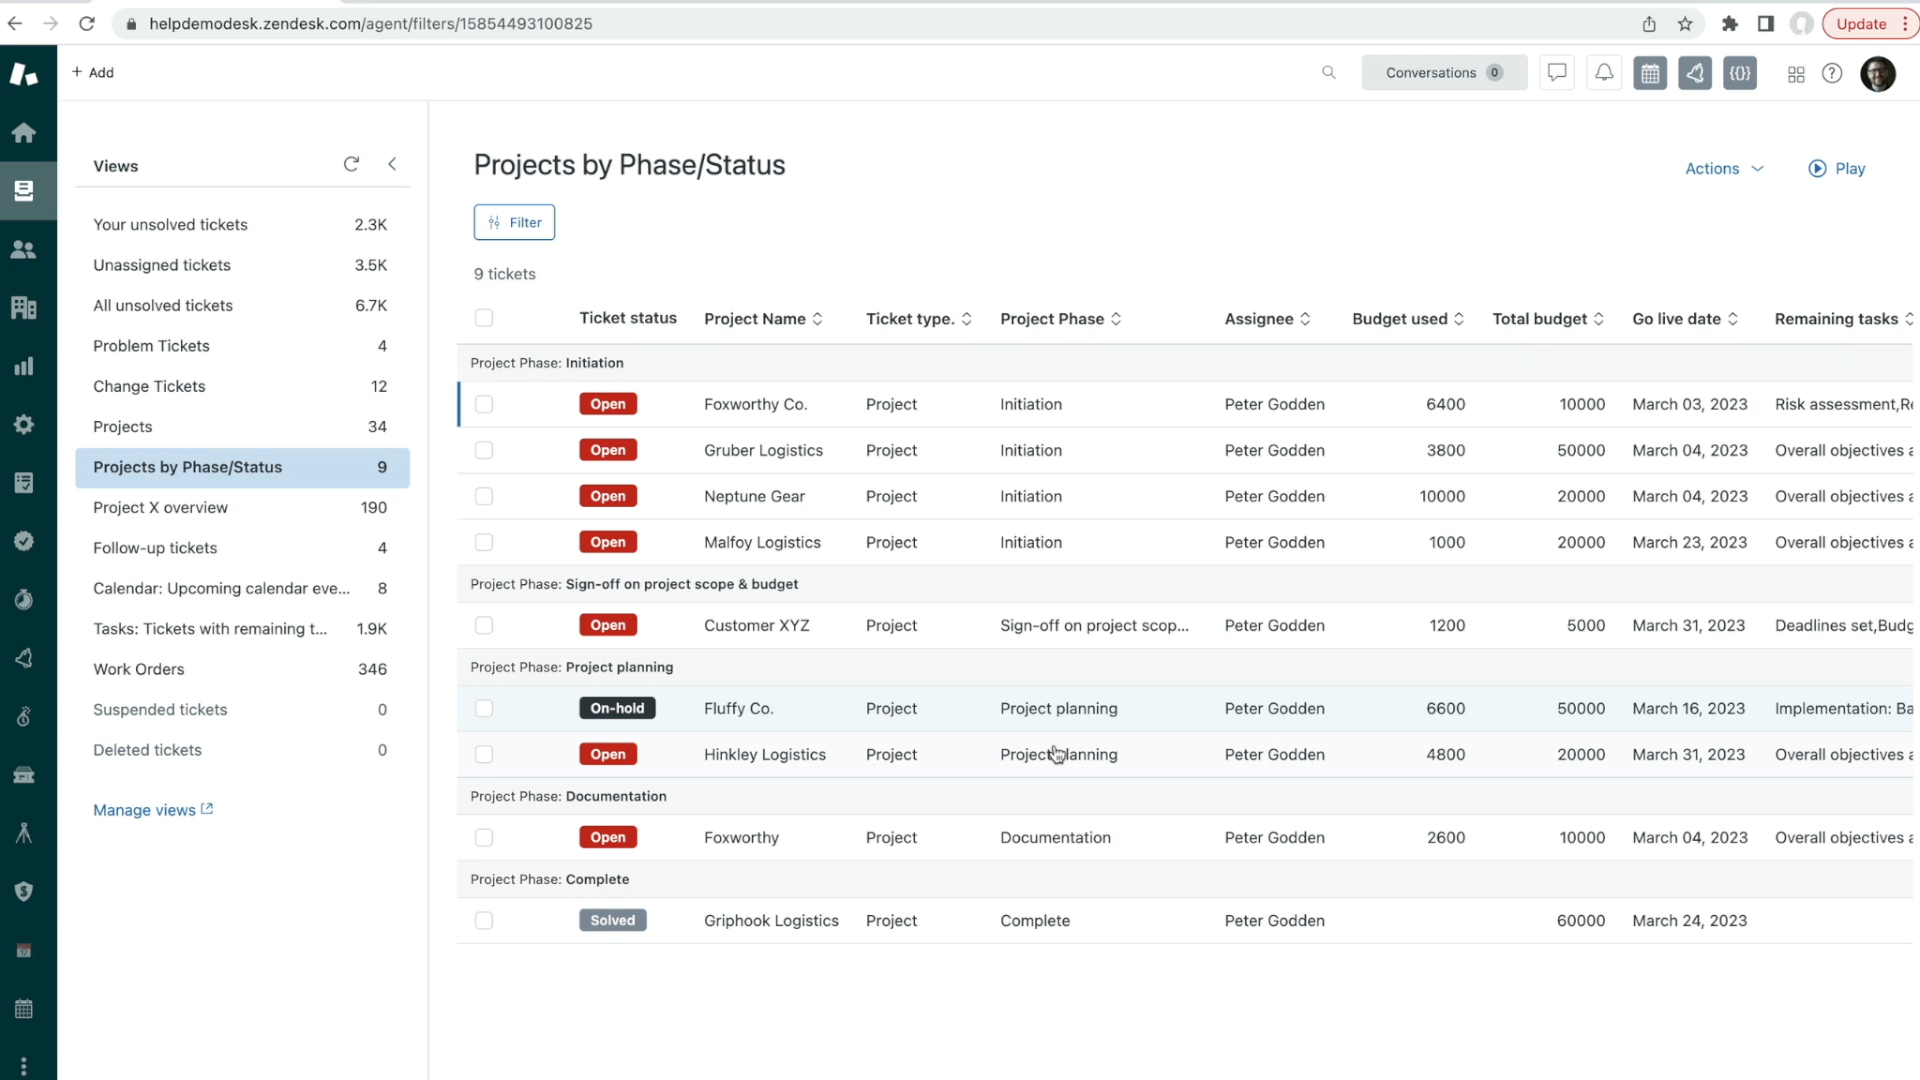 helpdemodesk.zendesk.com/agent/filters/15854493100825
Update
+ Add
Conversations 0
Views
Your unsolved tickets 2.3K
Unassigned tickets 3.5K
All unsolved tickets 6.7K
Problem Tickets 4
Change Tickets 12
Projects 34
Projects by Phase/Status 9
Project X overview 190
Follow-up tickets 4
Calendar: Upcoming calendar eve... 8
Tasks: Tickets with remaining t... 1.9K
Work Orders 346
Suspended tickets 0
Deleted tickets 0
Manage views
Projects by Phase/Status
Actions
Play
Filter
9 tickets
Ticket status Project Name Ticket type. Project Phase Assignee Budget used Total budget Go live date Remaining tasks
Project Phase: Initiation
Open Foxworthy Co. Project Initiation Peter Godden 6400 10000 March 03, 2023 Risk assessment,Re
Open Gruber Logistics Project Initiation Peter Godden 3800 50000 March 04, 2023 Overall objectives a
Open Neptune Gear Project Initiation Peter Godden 10000 20000 March 04, 2023 Overall objectives a
Open Malfoy Logistics Project Initiation Peter Godden 1000 20000 March 23, 2023 Overall objectives a
Project Phase: Sign-off on project scope & budget
Open Customer XYZ Project Sign-off on project scop... Peter Godden 1200 5000 March 31, 2023 Deadlines set,Budg
Project Phase: Project planning
On-hold Fluffy Co. Project Project planning Peter Godden 6600 50000 March 16, 2023 Implementation: Ba
Open Hinkley Logistics Project Project planning Peter Godden 4800 20000 March 31, 2023 Overall objectives a
Project Phase: Documentation
Open Foxworthy Project Documentation Peter Godden 2600 10000 March 04, 2023 Overall objectives a
Project Phase: Complete
Solved Griphook Logistics Project Complete Peter Godden 60000 March 24, 2023